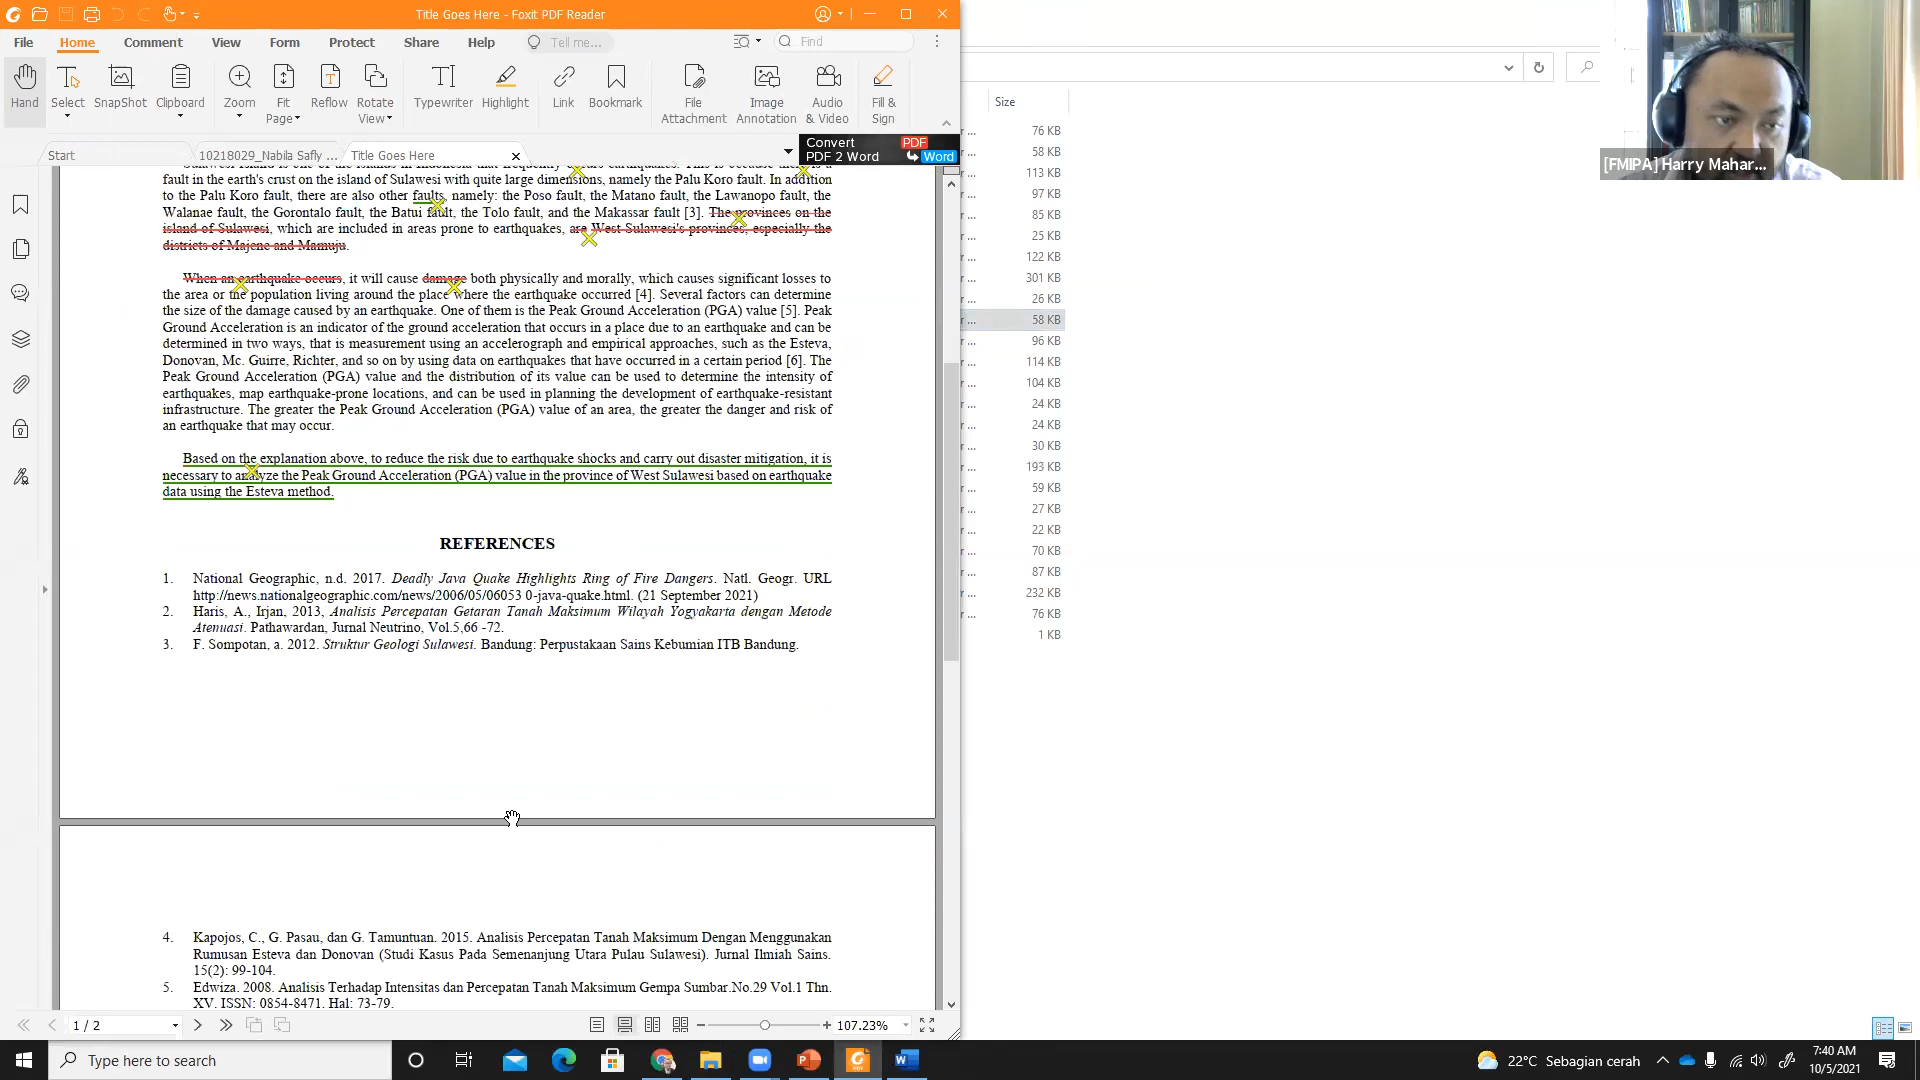 Title Goes Here - Foxit PDF Reader
File Home Comment View Form Protect Share Help Tell me... Find
Hand Select SnapShot Clipboard Zoom Fit Page Reflow Rotate View Typewriter Highlight Link Bookmark File Attachment Image Annotation Audio & Video Fill & Sign
Start 10218029_Nabila Safly ... Title Goes Here
Convert PDF
PDF 2 Word Word
fault in the earth's crust on the island of Sulawesi with quite large dimensions, namely the Palu Koro fault. In addition
to the Palu Koro fault, there are also other faults, namely: the Poso fault, the Matano fault, the Lawanopo fault, the
Walanae fault, the Gorontalo fault, the Batui fault, the Tolo fault, and the Makassar fault [3]. The provinces on the
island of Sulawesi, which are included in areas prone to earthquakes, are West Sulawesi's provinces, especially the
districts of Majene and Mamuju.
When an earthquake occurs, it will cause damage both physically and morally, which causes significant losses to
the area or the population living around the place where the earthquake occurred [4]. Several factors can determine
the size of the damage caused by an earthquake. One of them is the Peak Ground Acceleration (PGA) value [5]. Peak
Ground Acceleration is an indicator of the ground acceleration that occurs in a place due to an earthquake and can be
determined in two ways, that is measurement using an accelerograph and empirical approaches, such as the Esteva,
Donovan, Mc. Guirre, Richter, and so on by using data on earthquakes that have occurred in a certain period [6]. The
Peak Ground Acceleration (PGA) value and the distribution of its value can be used to determine the intensity of
earthquakes, map earthquake-prone locations, and can be used in planning the development of earthquake-resistant
infrastructure. The greater the Peak Ground Acceleration (PGA) value of an area, the greater the danger and risk of
an earthquake that may occur.
Based on the explanation above, to reduce the risk due to earthquake shocks and carry out disaster mitigation, it is
necessary to analyze the Peak Ground Acceleration (PGA) value in the province of West Sulawesi based on earthquake
data using the Esteva method.
REFERENCES
1. National Geographic, n.d. 2017. Deadly Java Quake Highlights Ring of Fire Dangers. Natl. Geogr. URL
http://news.nationalgeographic.com/news/2006/05/06053 0-java-quake.html. (21 September 2021)
2. Haris, A., Irjan, 2013, Analisis Percepatan Getaran Tanah Maksimum Wilayah Yogyakarta dengan Metode
Atenuasi. Pathawardan, Jurnal Neutrino, Vol.5,66 -72.
3. F. Sompotan, a. 2012. Struktur Geologi Sulawesi. Bandung: Perpustakaan Sains Kebumian ITB Bandung.
4. Kapojos, C., G. Pasau, dan G. Tamuntuan. 2015. Analisis Percepatan Tanah Maksimum Dengan Menggunakan
Rumusan Esteva dan Donovan (Studi Kasus Pada Semenanjung Utara Pulau Sulawesi). Jurnal Ilmiah Sains.
15(2): 99-104.
5. Edwiza. 2008. Analisis Terhadap Intensitas dan Percepatan Tanah Maksimum Gempa Sumbar.No.29 Vol.1 Thn.
XV. ISSN: 0854-8471. Hal: 73-79.
1 / 2
107.23%
Size
r ... 76 KB
r ... 58 KB
r ... 113 KB
r ... 97 KB
r ... 85 KB
r ... 25 KB
r ... 122 KB
r ... 301 KB
r ... 26 KB
r ... 58 KB
r ... 96 KB
r ... 114 KB
r ... 104 KB
r ... 24 KB
r ... 24 KB
r ... 30 KB
r ... 193 KB
r ... 59 KB
r ... 27 KB
r ... 22 KB
r ... 70 KB
r ... 87 KB
r ... 232 KB
r ... 76 KB
1 KB
[FMIPA] Harry Mahar...
Type here to search
22°C Sebagian cerah
7:40 AM
10/5/2021